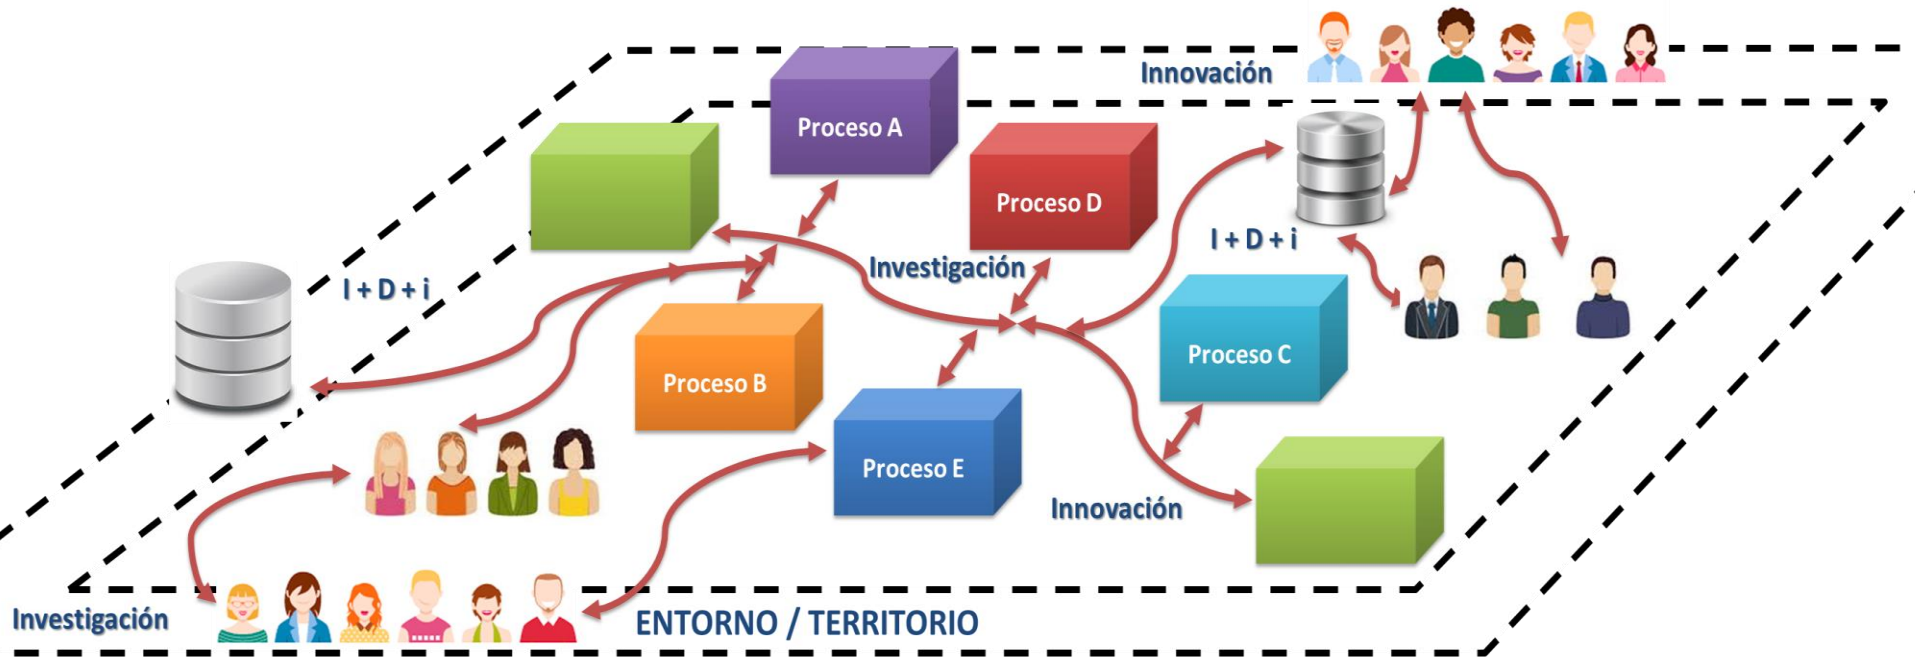 Innovación
Proceso A
Proceso D
I + D + i
Investigación
I + D + i
Proceso C
Proceso B
Proceso E
Innovación
Investigación
ENTORNO / TERRITORIO